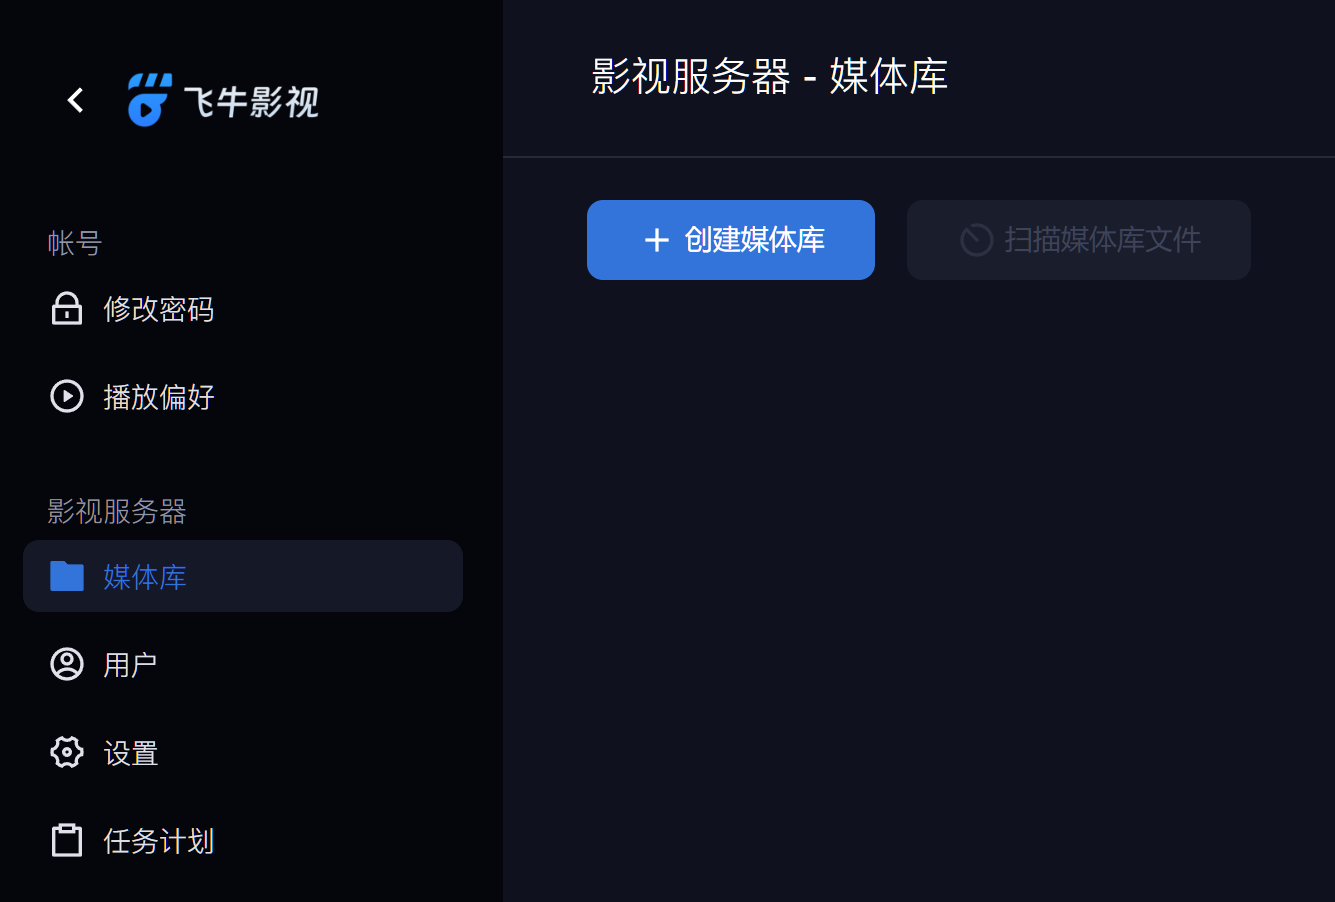 飞牛影视
帐号
修改密码
播放偏好
影视服务器
媒体库
用户
设置
任务计划
影视服务器 - 媒体库
创建媒体库
扫描媒体库文件